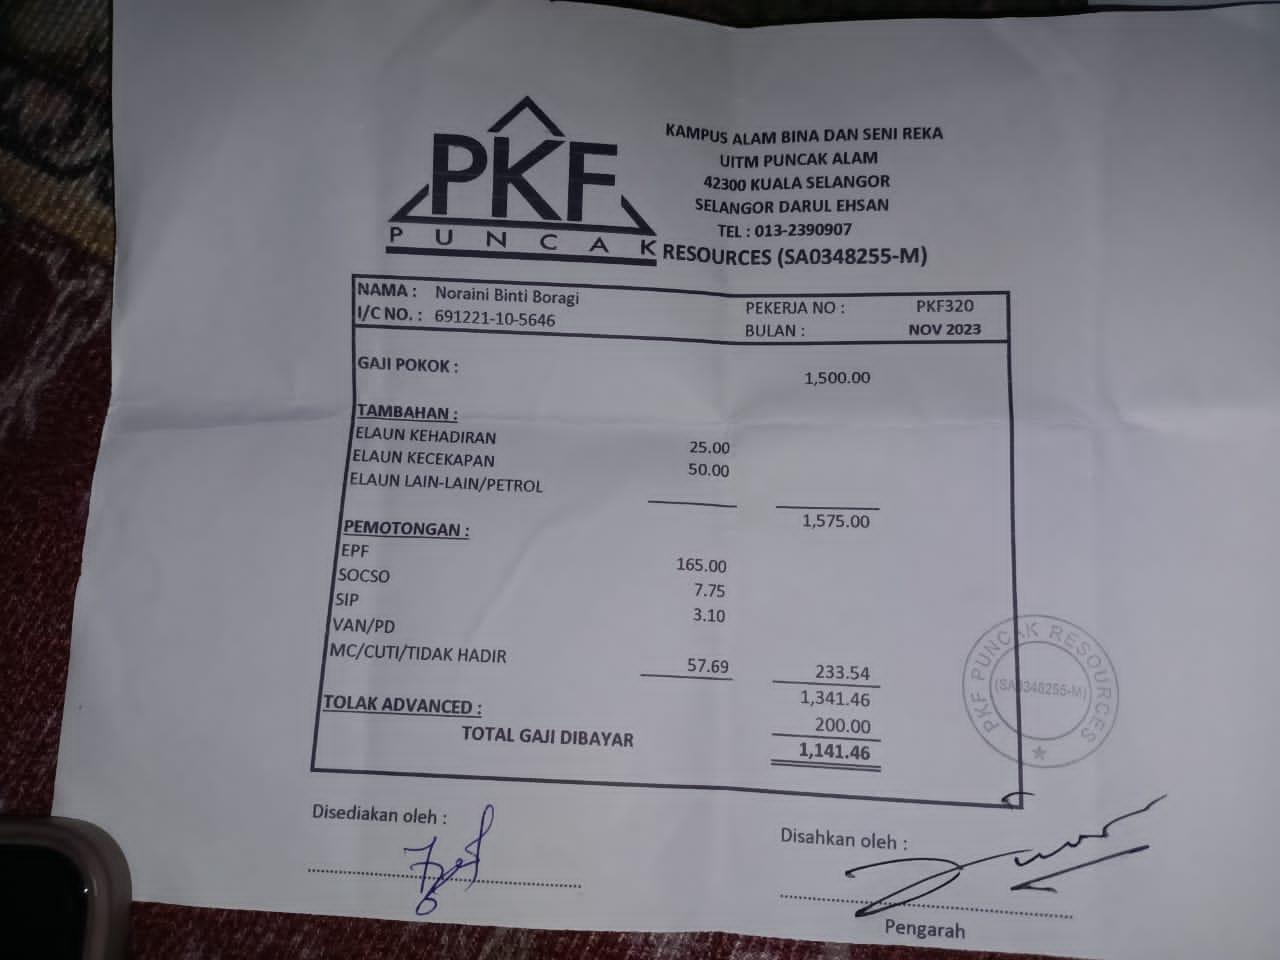 PKF
PUNCAK RESOURCES (SA0348255-M)
KAMPUS ALAM BINA DAN SENI REKA
UITM PUNCAK ALAM
42300 KUALA SELANGOR
SELANGOR DARUL EHSAN
TEL : 013-2390907
NAMA : Noraini Binti Boragi PEKERJA NO : PKF320
I/C NO. : 691221-10-5646 BULAN : NOV 2023
GAJI POKOK : 1,500.00
TAMBAHAN :
ELAUN KEHADIRAN 25.00
ELAUN KECEKAPAN 50.00
ELAUN LAIN-LAIN/PETROL
1,575.00
PEMOTONGAN :
EPF 165.00
SOCSO 7.75
SIP 3.10
VAN/PD
MC/CUTI/TIDAK HADIR 57.69 233.54
1,341.46
TOLAK ADVANCED : 200.00
TOTAL GAJI DIBAYAR 1,141.46
PKF PUNCAK RESOURCES
(SA0348255-M)
Disediakan oleh :
Disahkan oleh :
Pengarah